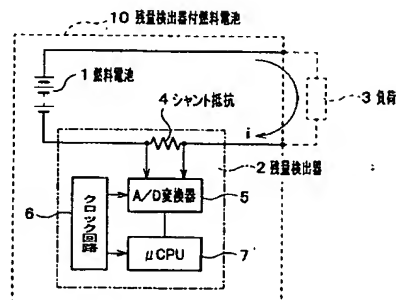 10 残量検出器付燃料電池
1 燃料電池
4 シャント抵抗
3 負荷
i
2 残量検出器
A/D変換器
5
クロック回路
6
μCPU
7